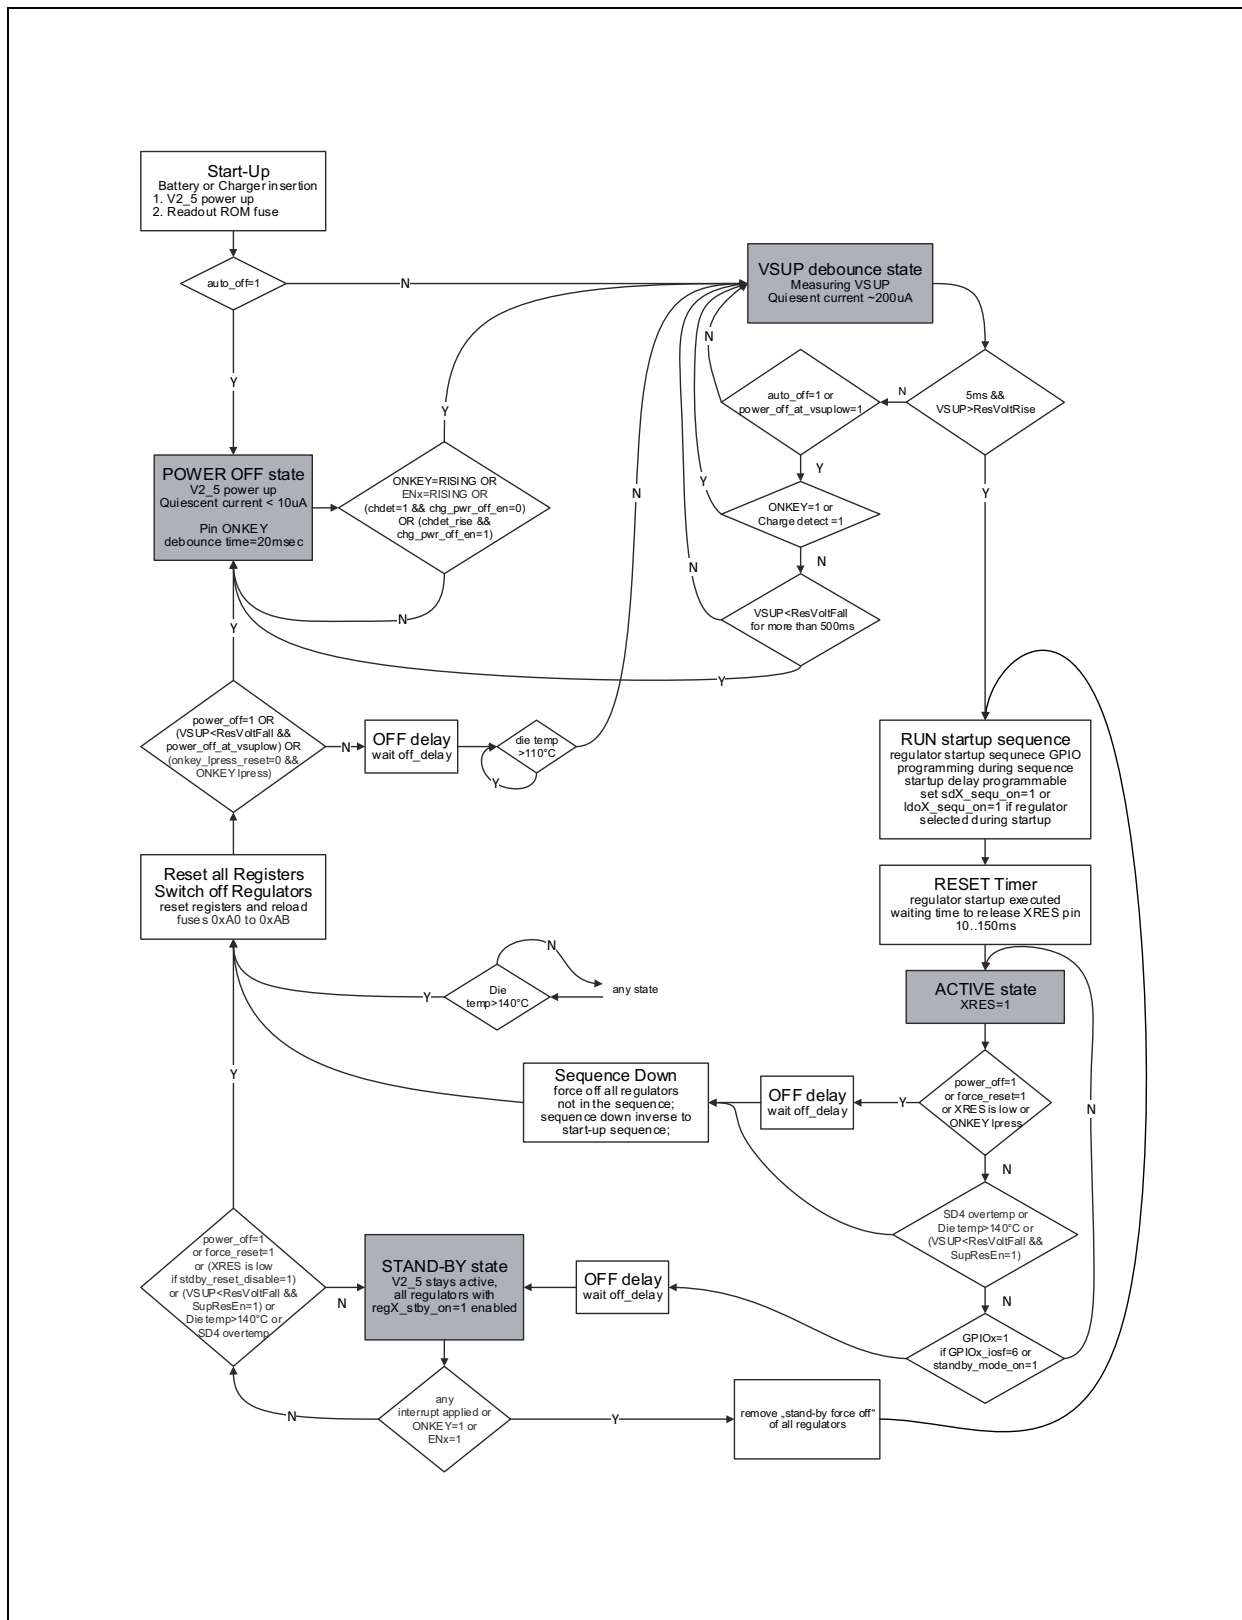 Start-Up
Battery or Charger insertion
1. V2_5 power up
2. Readout ROM fuse
auto_off=1
N
Y
VSUP debounce state
Measuring VSUP
Quiesent current ~200uA
5ms &&
VSUP>ResVoltRise
N
Y
auto_off=1 or
power_off_at_vsuplow=1
N
Y
ONKEY=1 or
Charge detect =1
Y
N
VSUP<ResVoltFall
for more than 500ms
N
Y
POWER OFF state
V2_5 power up
Quiescent current < 10uA
Pin ONKEY
debounce time=20msec
ONKEY=RISING OR
ENx=RISING OR
(chdet=1 && chg_pwr_off_en=0)
OR (chdet_rise &&
chg_pwr_off_en=1)
Y
N
Y
power_off=1 OR
(VSUP<ResVoltFall &&
power_off_at_vsuplow) OR
(onkey_lpress_reset=0 &&
ONKEY lpress)
N
OFF delay
wait off_delay
die temp
>110°C
N
Y
RUN startup sequence
regulator startup sequnece GPIO
programming during sequence
startup delay programmable
set sdX_sequ_on=1 or
ldoX_sequ_on=1 if regulator
selected during startup
Reset all Registers
Switch off Regulators
reset registers and reload
fuses 0xA0 to 0xAB
RESET Timer
regulator startup executed
waiting time to release XRES pin
10..150ms
Die
temp>140°C
N
Y
any state
ACTIVE state
XRES=1
power_off=1
or force_reset=1
or XRES is low or
ONKEY lpress
Y
N
N
OFF delay
wait off_delay
Sequence Down
force off all regulators
not in the sequence;
sequence down inverse to
start-up sequence;
Y
SD4 overtemp or
Die temp>140°C or
(VSUP<ResVoltFall &&
SupResEn=1)
N
GPIOx=1
if GPIOx_iosf=6 or
standby_mode_on=1
OFF delay
wait off_delay
STAND-BY state
V2_5 stays active,
all regulators with
regX_stby_on=1 enabled
power_off=1
or force_reset=1
or (XRES is low
if stdby_reset_disable=1)
or (VSUP<ResVoltFall &&
SupResEn=1) or
Die temp>140°C or
SD4 overtemp
N
any
interrupt applied or
ONKEY=1 or
ENx=1
N
Y
remove „stand-by force off“
of all regulators